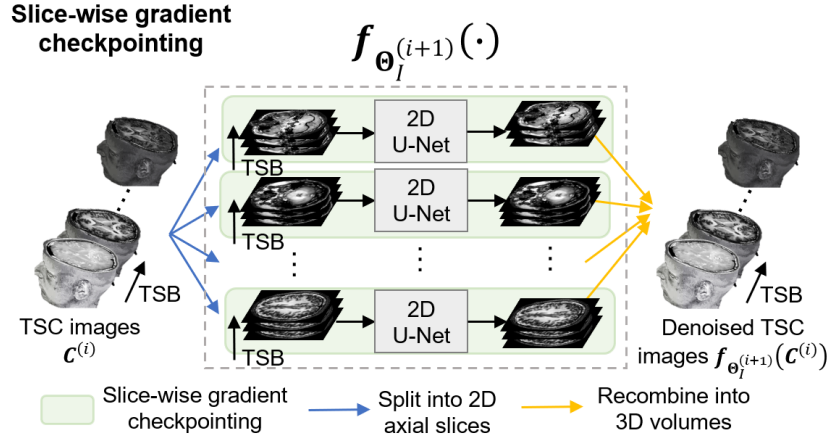 Slice-wise gradient
checkpointing
𝒇_{𝚯_I^{(i+1)}}(·)
2D
U-Net
TSB
2D
U-Net
TSB
2D
U-Net
TSB
TSB
TSC images
𝑪^{(i)}
TSB
Denoised TSC
images 𝒇_{𝚯_I^{(i+1)}}(𝑪^{(i)})
Slice-wise gradient
checkpointing
Split into 2D
axial slices
Recombine into
3D volumes